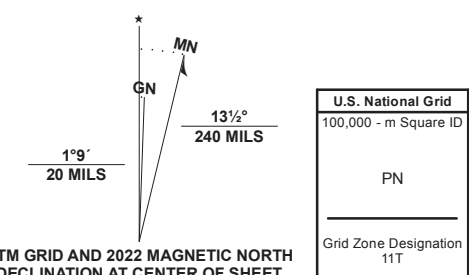 ★
MN
GN
13½°
240 MILS
1°9´
20 MILS
TM GRID AND 2022 MAGNETIC NORTH
DECLINATION AT CENTER OF SHEET
U.S. National Grid
100,000 - m Square ID
PN
Grid Zone Designation
11T